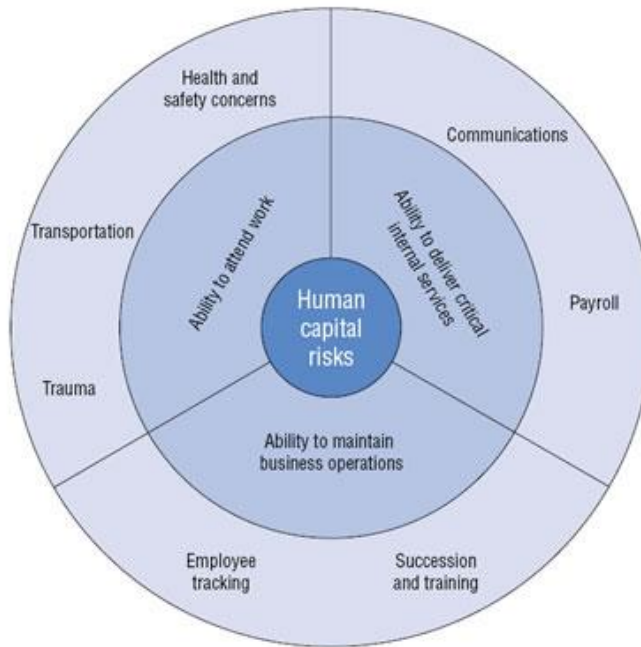 Health and
safety concerns
Communications
Transportation
Ability to attend work
Ability to deliver critical
internal services
Human
capital
risks
Payroll
Trauma
Ability to maintain
business operations
Employee
tracking
Succession
and training